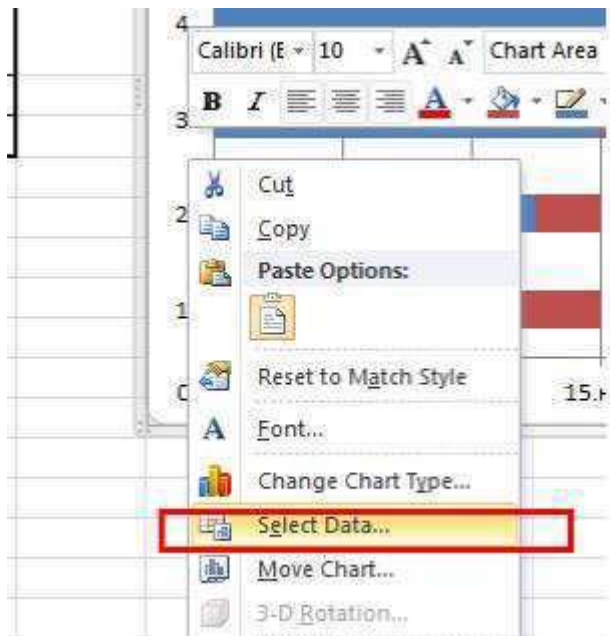 4
Calibri (E 10 A A Chart Area
B I A
3
Cut
2
Copy
Paste Options:
1
Reset to Match Style
15.
A Font...
Change Chart Type...
Select Data...
Move Chart...
3-D Rotation...